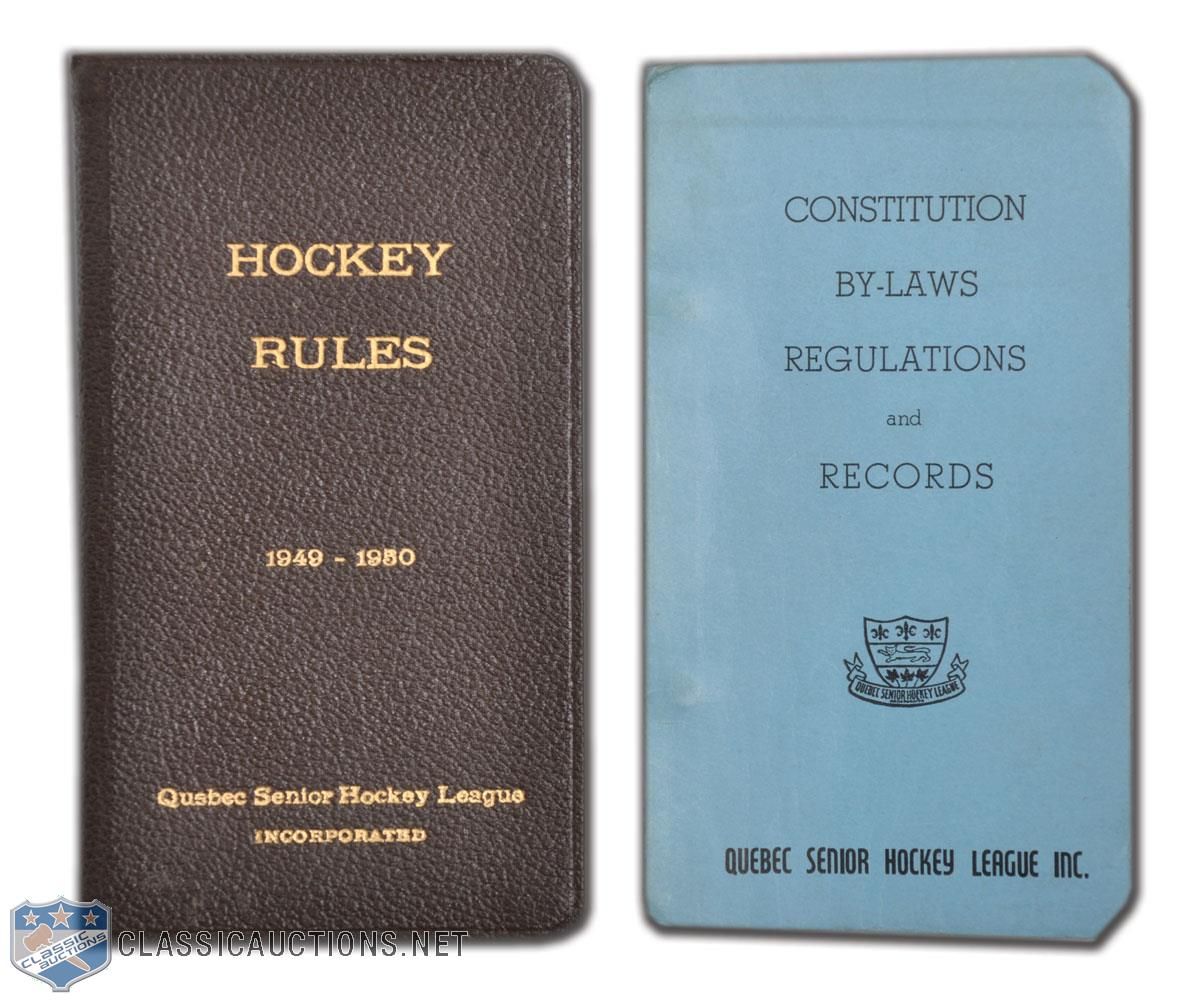 HOCKEY
RULES
1949 - 1950
Quebec Senior Hockey League
INCORPORATED
CONSTITUTION
BY-LAWS
REGULATIONS
and
RECORDS
QUEBEC SENIOR HOCKEY LEAGUE
QUEBEC SENIOR HOCKEY LEAGUE INC.
CLASSIC
AUCTIONS
CLASSICAUCTIONS.NET